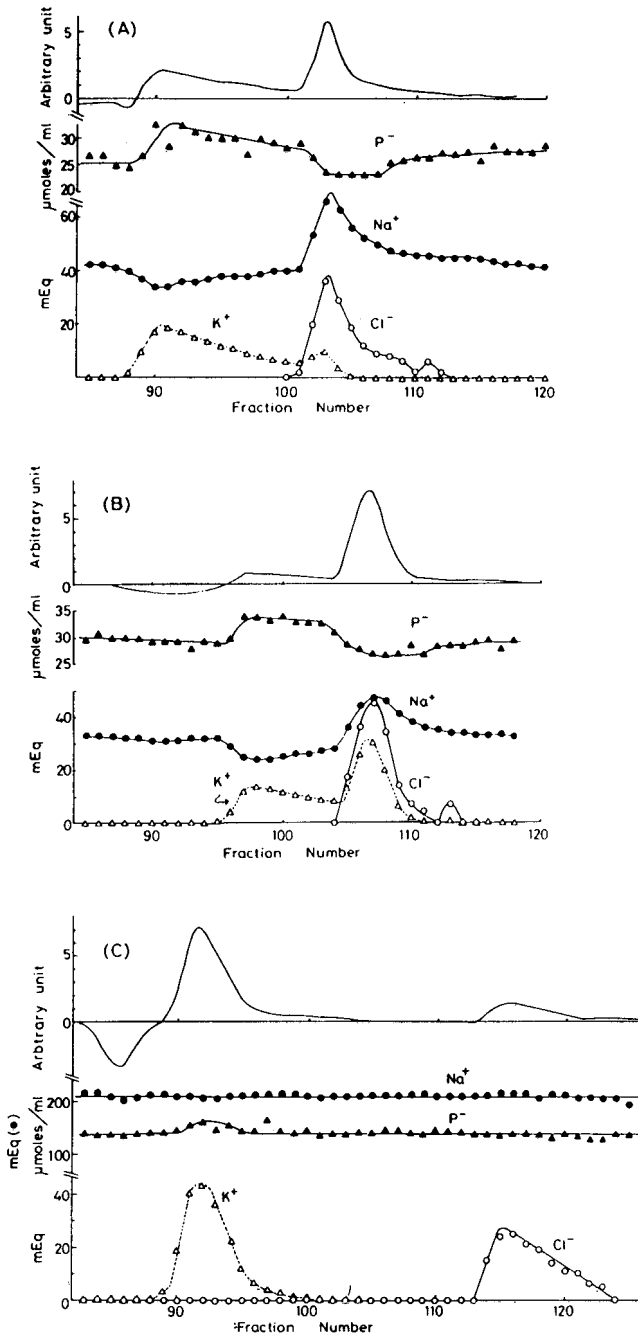 (A)
Arbitrary unit
5
0
P⁻
μmoles/ml
30
25
20
Na⁺
60
40
20
mEq
K⁺
Cl⁻
90 100 110 120
Fraction Number
(B)
Arbitrary unit
5
0
P⁻
μmoles/ml
35
30
25
Na⁺
40
20
0
mEq
K⁺
Cl⁻
90 100 110 120
Fraction Number
(C)
Arbtrary unit
5
0
Na⁺
P⁻
mEq(●)
μmoles/ml
200
100
40
20
0
mEq
K⁺
Cl⁻
90 100 110 120
Fraction Number